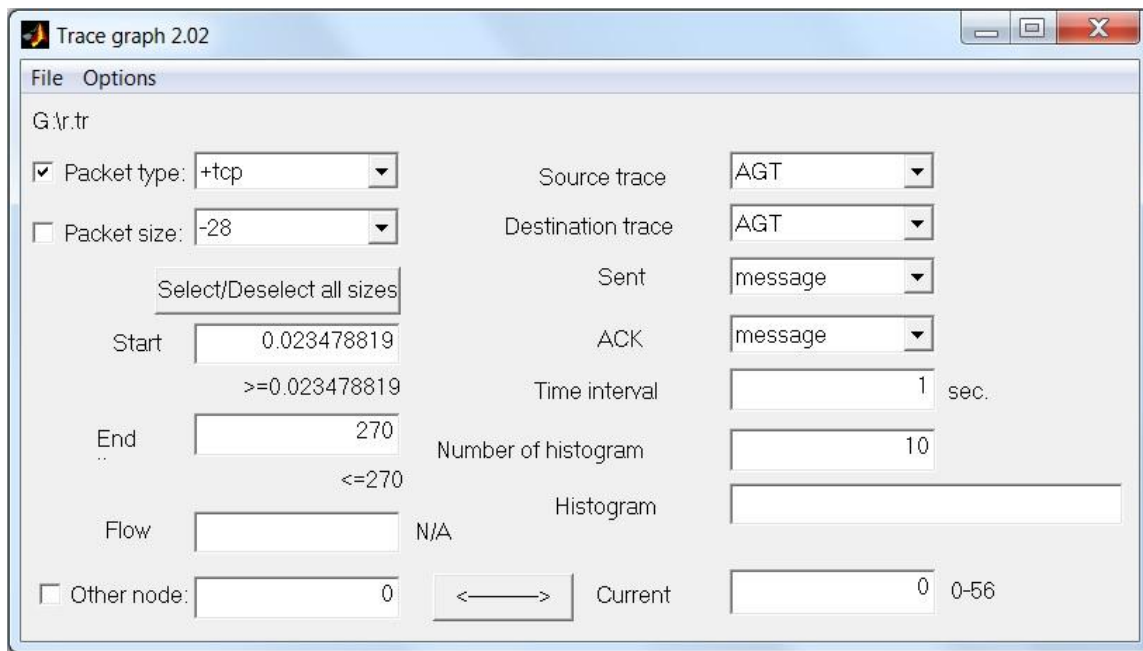 Trace graph 2.02
File Options
G:\r.tr
Packet type: +tcp
Source trace AGT
Packet size: -28
Destination trace AGT
Select/Deselect all sizes
Sent message
Start 0.023478819
ACK message
>=0.023478819
Time interval 1 sec.
End 270
Number of histogram 10
<=270
Histogram
Flow N/A
Other node: 0 <------> Current 0 0-56